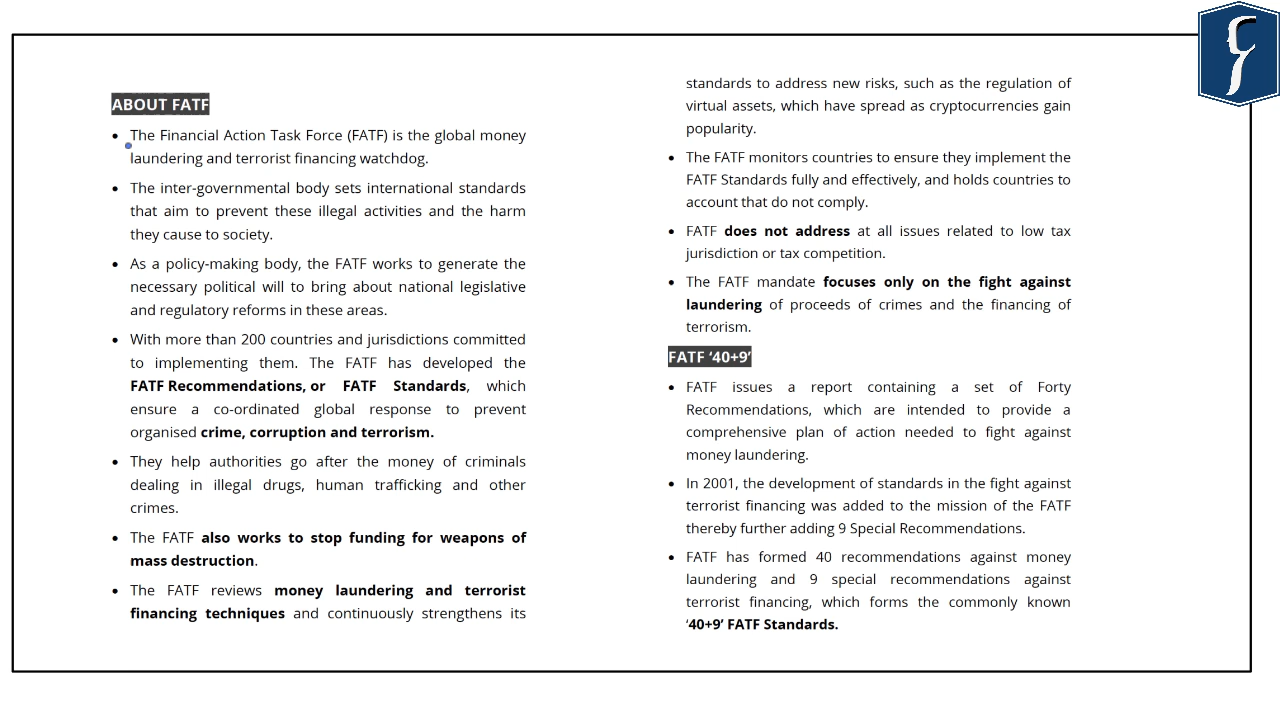 ABOUT FATF
• The Financial Action Task Force (FATF) is the global money
laundering and terrorist financing watchdog.
• The inter-governmental body sets international standards
that aim to prevent these illegal activities and the harm
they cause to society.
• As a policy-making body, the FATF works to generate the
necessary political will to bring about national legislative
and regulatory reforms in these areas.
• With more than 200 countries and jurisdictions committed
to implementing them. The FATF has developed the
FATF Recommendations, or FATF Standards, which
ensure a co-ordinated global response to prevent
organised crime, corruption and terrorism.
• They help authorities go after the money of criminals
dealing in illegal drugs, human trafficking and other
crimes.
• The FATF also works to stop funding for weapons of
mass destruction.
• The FATF reviews money laundering and terrorist
financing techniques and continuously strengthens its
standards to address new risks, such as the regulation of
virtual assets, which have spread as cryptocurrencies gain
popularity.
• The FATF monitors countries to ensure they implement the
FATF Standards fully and effectively, and holds countries to
account that do not comply.
• FATF does not address at all issues related to low tax
jurisdiction or tax competition.
• The FATF mandate focuses only on the fight against
laundering of proceeds of crimes and the financing of
terrorism.
FATF ‘40+9’
• FATF issues a report containing a set of Forty
Recommendations, which are intended to provide a
comprehensive plan of action needed to fight against
money laundering.
• In 2001, the development of standards in the fight against
terrorist financing was added to the mission of the FATF
thereby further adding 9 Special Recommendations.
• FATF has formed 40 recommendations against money
laundering and 9 special recommendations against
terrorist financing, which forms the commonly known
‘40+9’ FATF Standards.